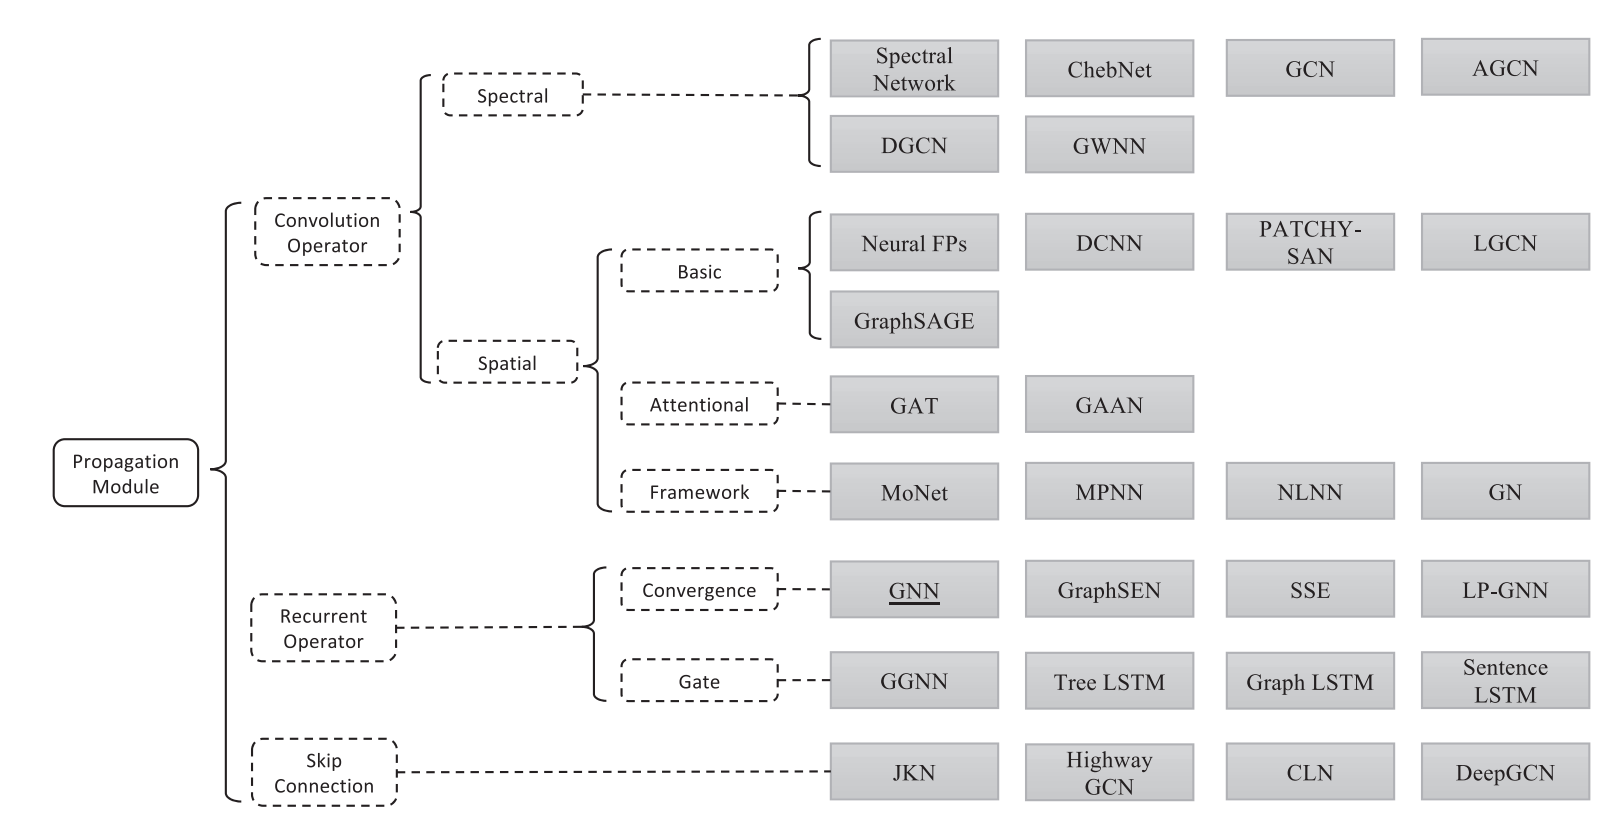 Spectral
Network
ChebNet
GCN
AGCN
Spectral
DGCN
GWNN
Convolution
Operator
Neural FPs
DCNN
PATCHY-
SAN
LGCN
Basic
GraphSAGE
Spatial
Attentional
GAT
GAAN
Propagation
Module
Framework
MoNet
MPNN
NLNN
GN
Convergence
GNN
GraphSEN
SSE
LP-GNN
Recurrent
Operator
Gate
GGNN
Tree LSTM
Graph LSTM
Sentence
LSTM
Skip
Connection
JKN
Highway
GCN
CLN
DeepGCN